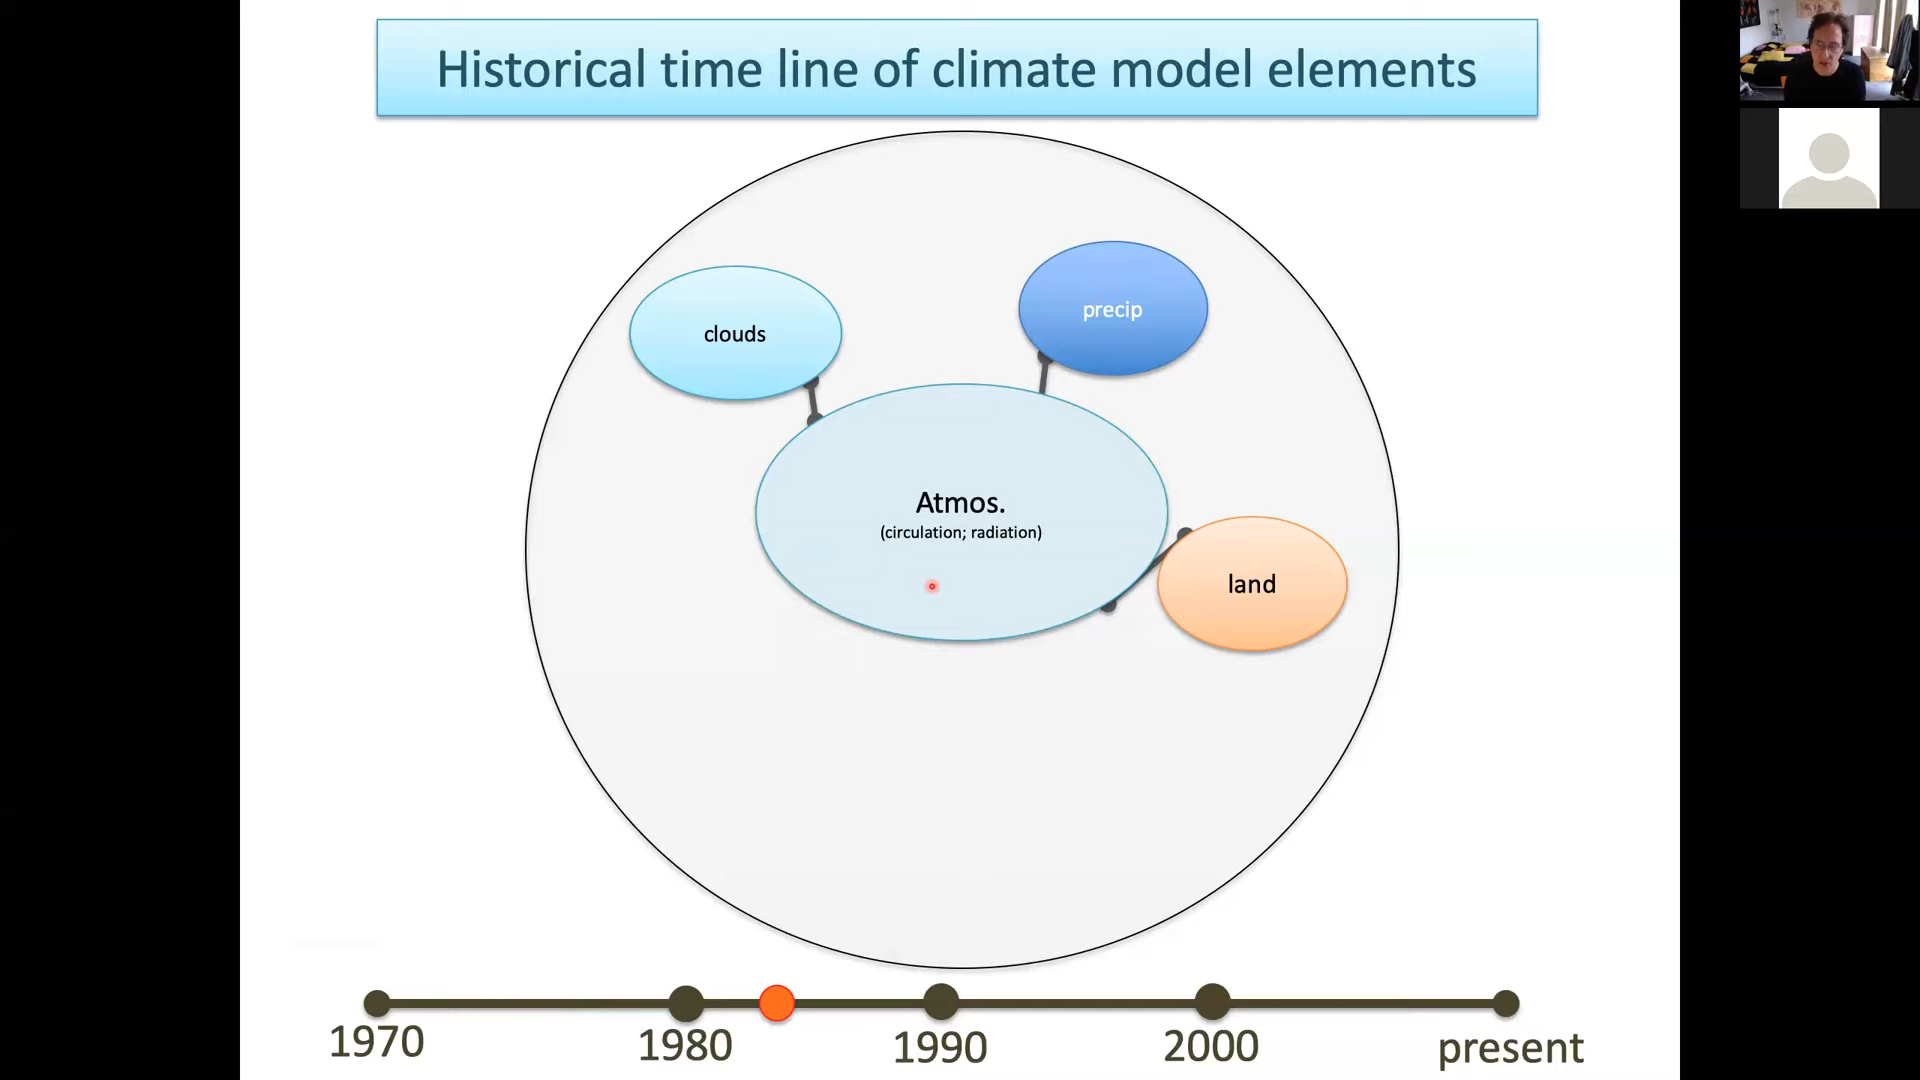 Historical time line of climate model elements
clouds
precip
Atmos.
(circulation; radiation)
land
1970
1980
1990
2000
present